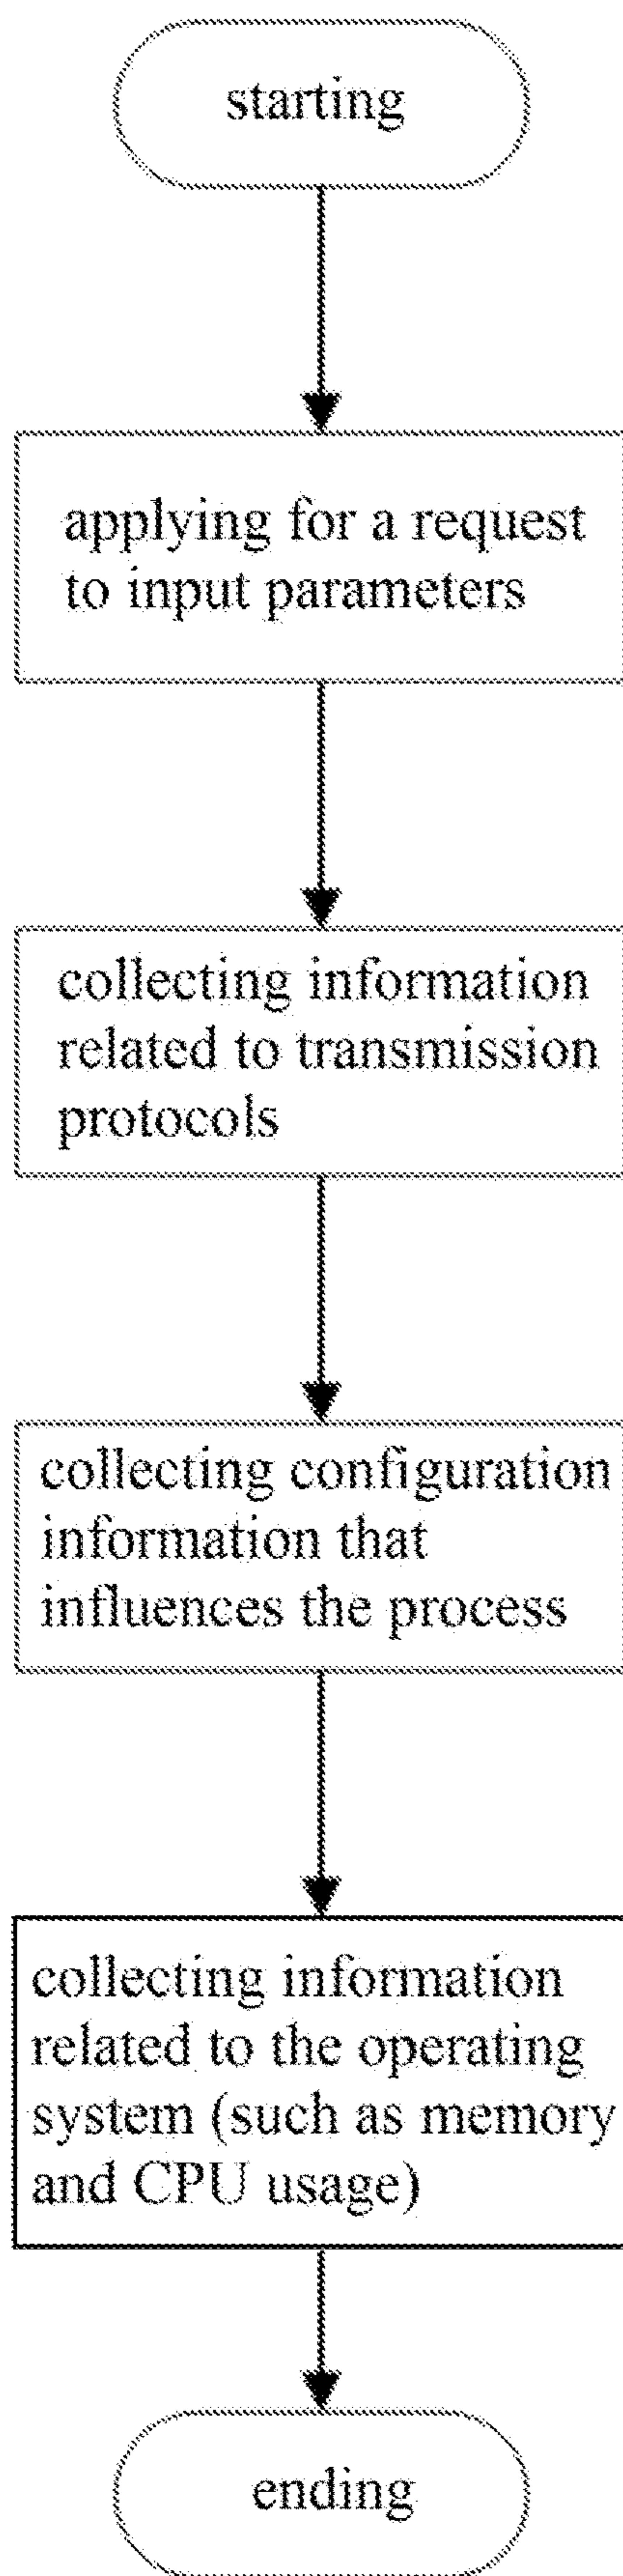 starting
applying for a request
to input parameters
collecting information
related to transmission
protocols
collecting configuration
information that
influences the process
collecting information
related to the operating
system (such as memory
and CPU usage)
ending